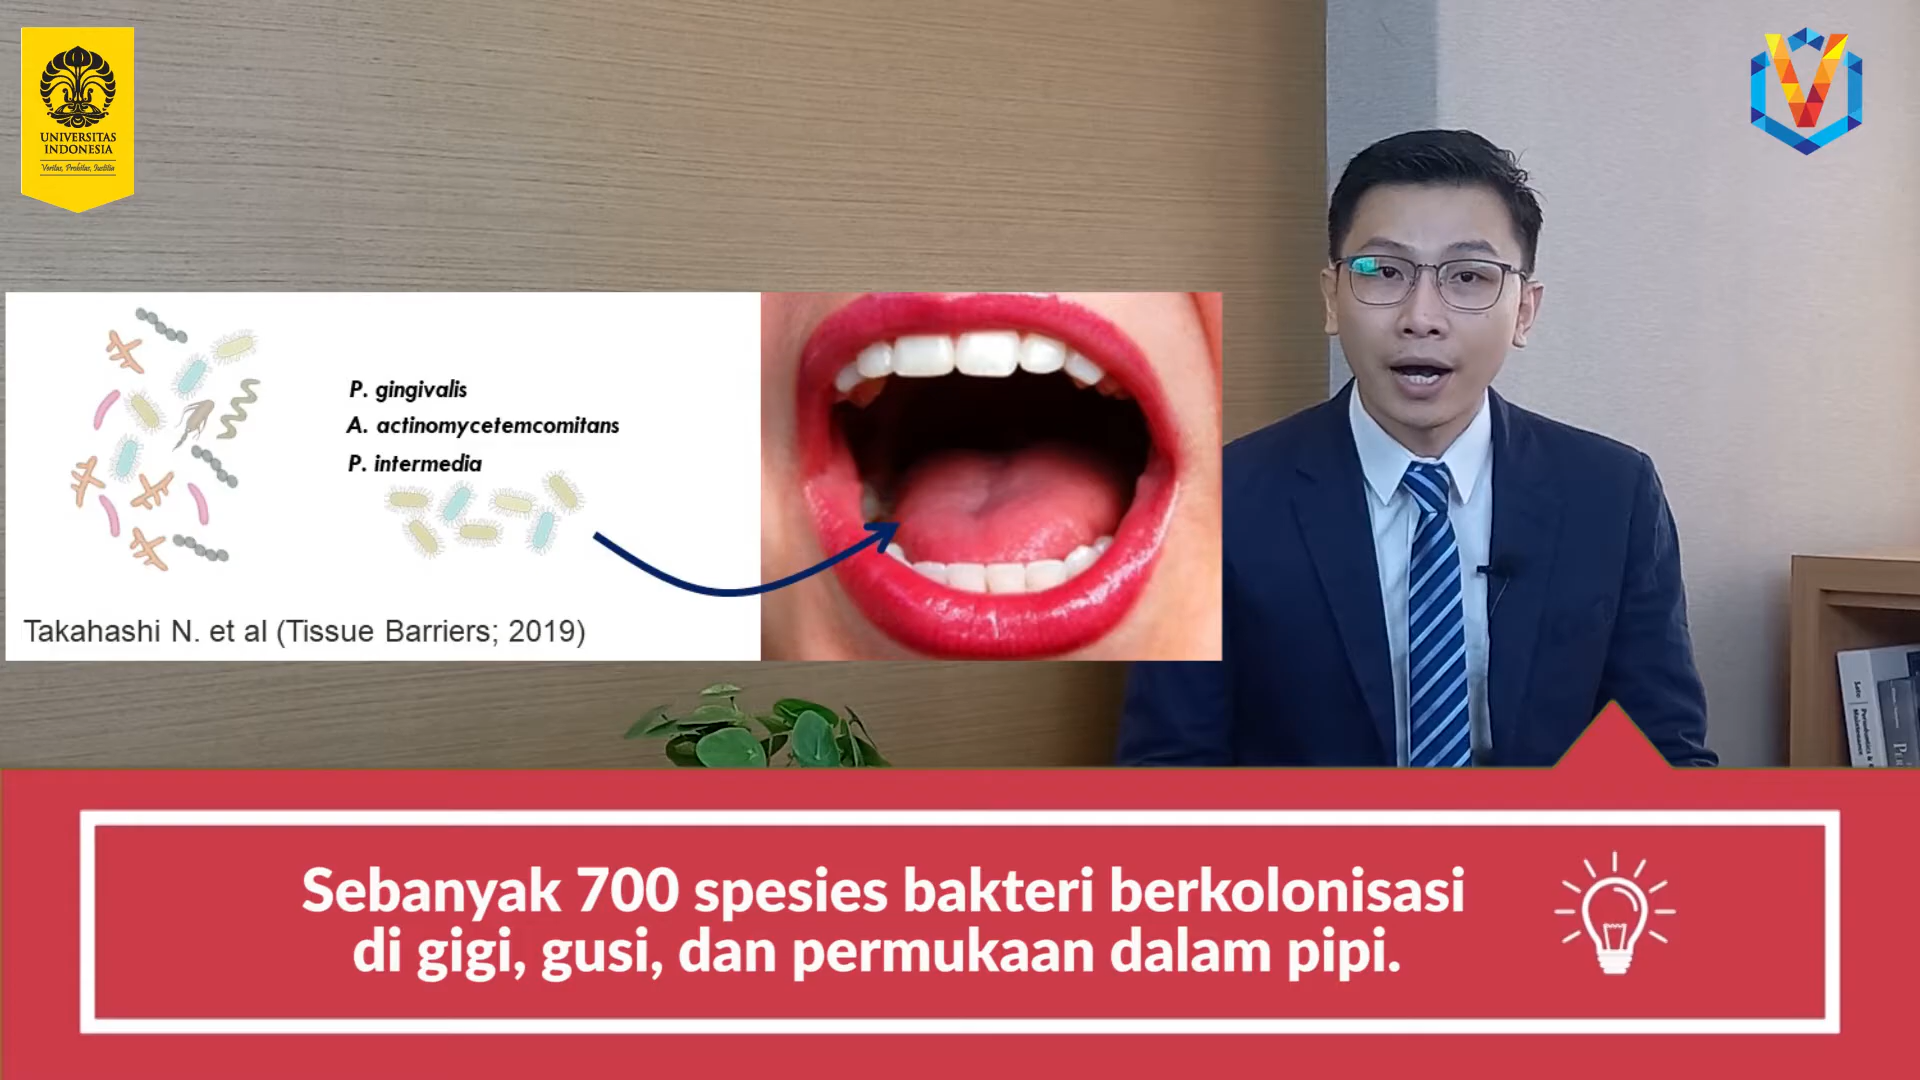 UNIVERSITAS
INDONESIA
Veritas, Probitas, Iustitia
P. gingivalis
A. actinomycetemcomitans
P. intermedia
Takahashi N. et al (Tissue Barriers; 2019)
Sebanyak 700 spesies bakteri berkolonisasi
di gigi, gusi, dan permukaan dalam pipi.